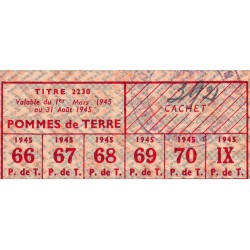 TITRE 2230
Valable du 1er Mars 1945
au 31 Août 1945
POMMES de TERRE
CACHET
1945 1945 1945 1945 1945 1945
66 67 68 69 70 IX
P. de T. P. de T. P. de T. P. de T. P. de T. P. de T.